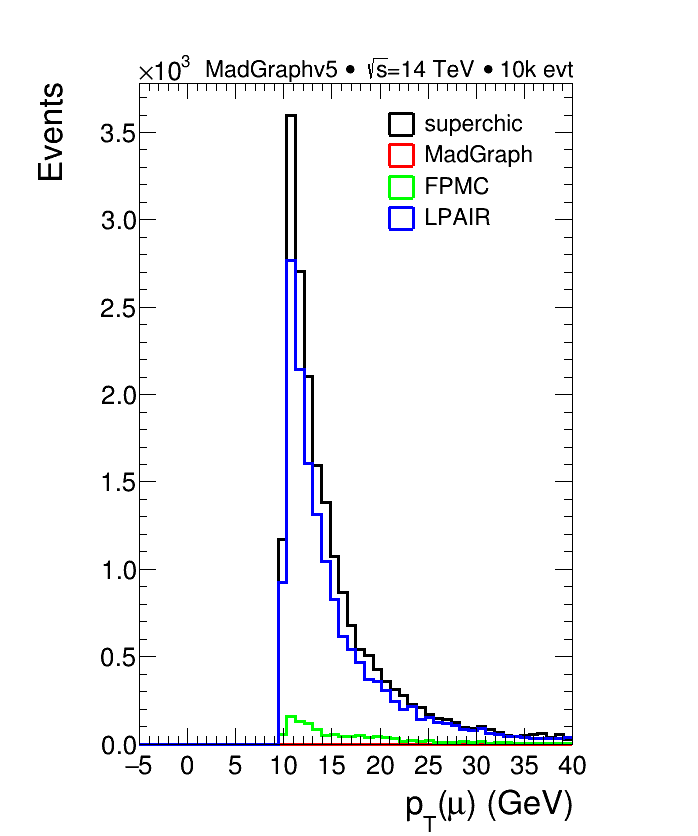 ×10³ MadGraphv5 • √s=14 TeV • 10k evt
Events
superchic
MadGraph
FPMC
LPAIR
3.5
3.0
2.5
2.0
1.5
1.0
0.5
0.0
−5 0 5 10 15 20 25 30 35 40
p_T(μ) (GeV)